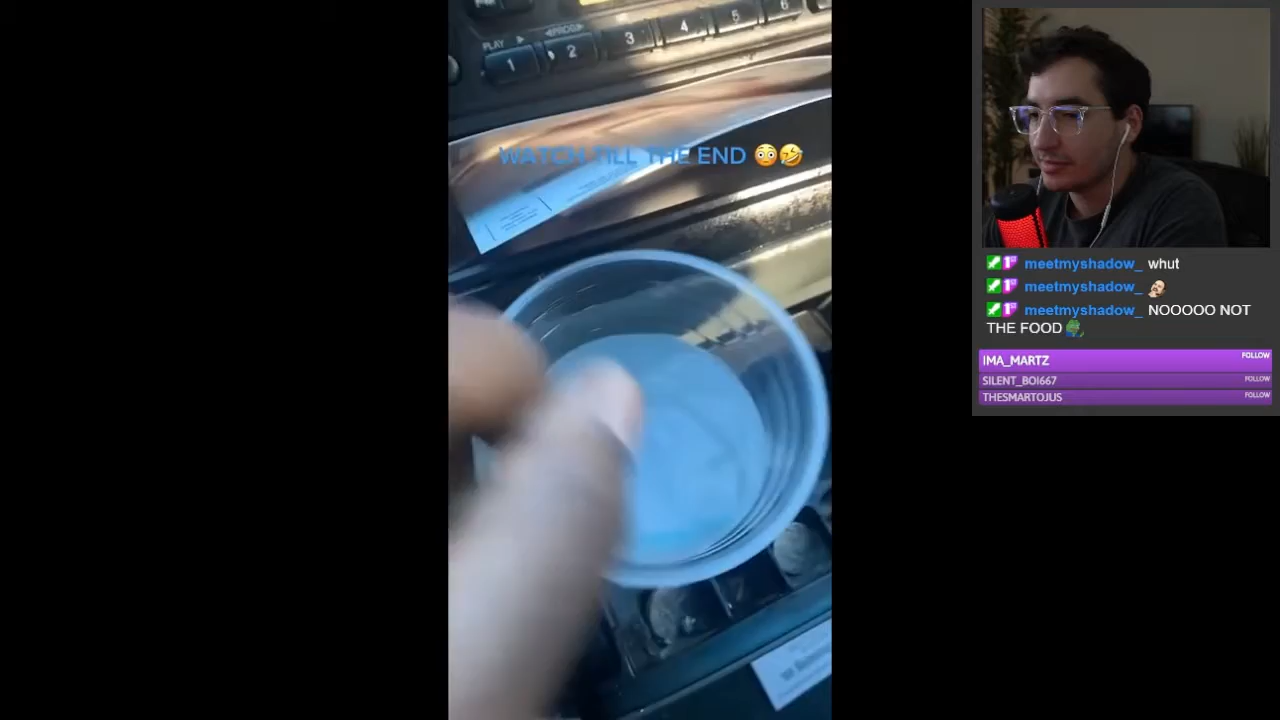 PLAY
<PROG>
1
2
3
4
5
6
WATCH TILL THE END
meetmyshadow_ whut
meetmyshadow_
meetmyshadow_ NOOOOO NOT
THE FOOD
IMA_MARTZ FOLLOW
SILENT_BOI667 FOLLOW
THESMARTOJUS FOLLOW